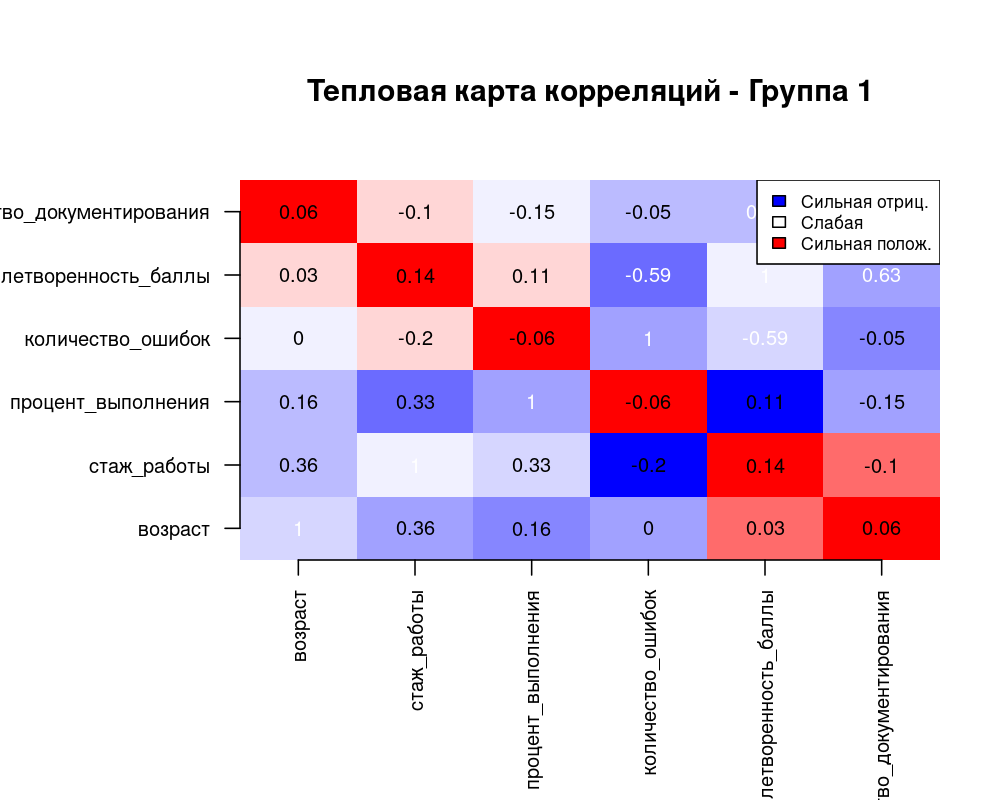 Тепловая карта корреляций - Группа 1
Сильная отриц.
Слабая
Сильная полож.
тво_документирования 0.06 -0.1 -0.15 -0.05 0
летворенность_баллы 0.03 0.14 0.11 -0.59 1 0.63
количество_ошибок 0 -0.2 -0.06 1 -0.59 -0.05
процент_выполнения 0.16 0.33 1 -0.06 0.11 -0.15
стаж_работы 0.36 1 0.33 -0.2 0.14 -0.1
возраст 1 0.36 0.16 0 0.03 0.06
возраст
стаж_работы
процент_выполнения
количество_ошибок
летворенность_баллы
тво_документирования